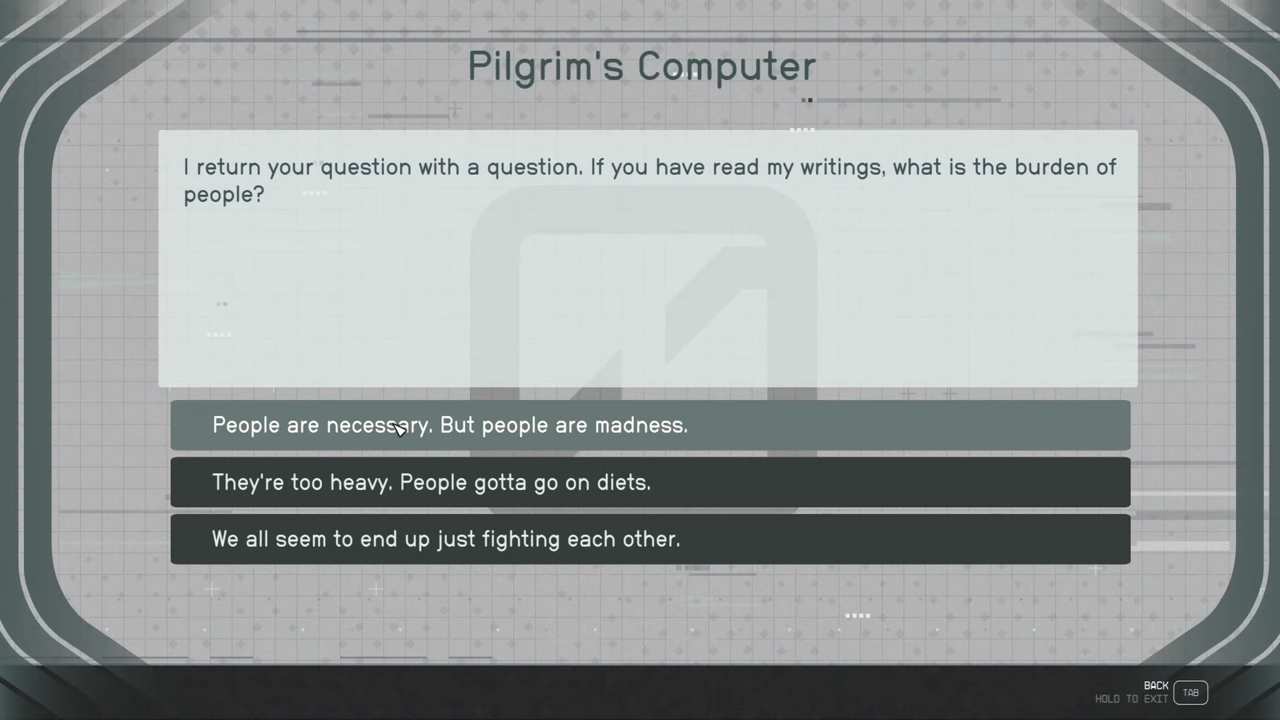 Pilgrim's Computer
I return your question with a question. If you have read my writings, what is the burden of
people?
People are necessary. But people are madness.
They're too heavy. People gotta go on diets.
We all seem to end up just fighting each other.
BACK
HOLD TO EXIT TAB